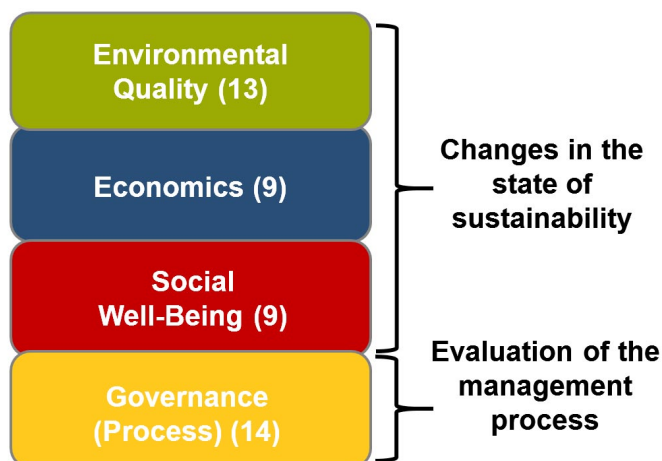 Environmental
Quality (13)
Economics (9)
Social
Well-Being (9)
Governance
(Process) (14)
Changes in the
state of
sustainability
Evaluation of the
management
process